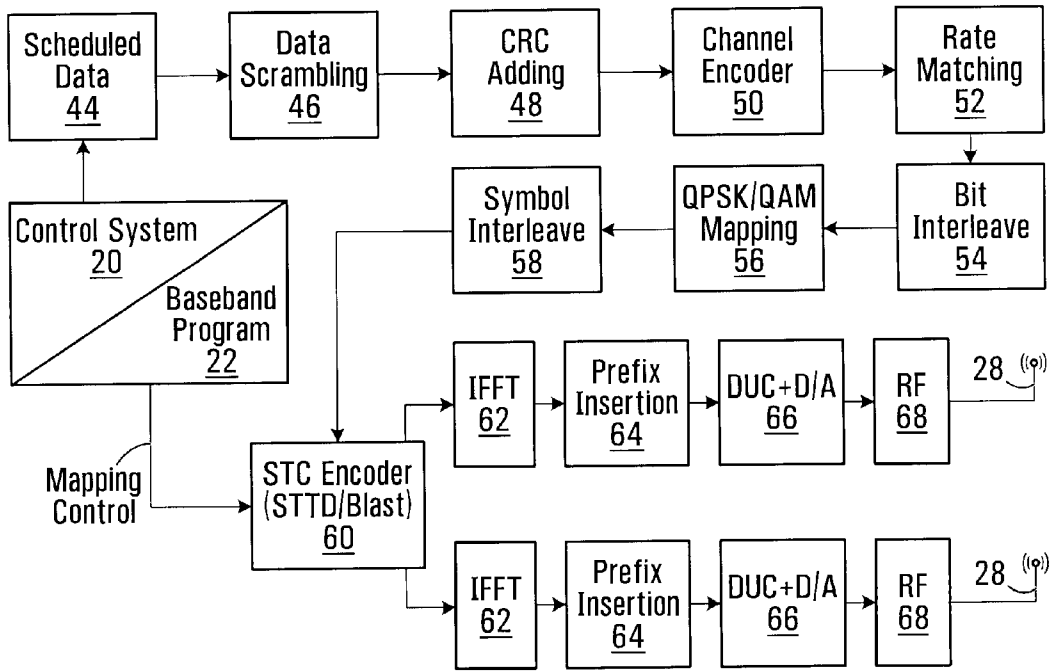 Scheduled
Data
44
Data
Scrambling
46
CRC
Adding
48
Channel
Encoder
50
Rate
Matching
52
Control System
20
Baseband
Program
22
Symbol
Interleave
58
QPSK/QAM
Mapping
56
Bit
Interleave
54
Mapping
Control
STC Encoder
(STTD/Blast)
60
IFFT
62
Prefix
Insertion
64
DUC+D/A
66
RF
68
28
IFFT
62
Prefix
Insertion
64
DUC+D/A
66
RF
68
28